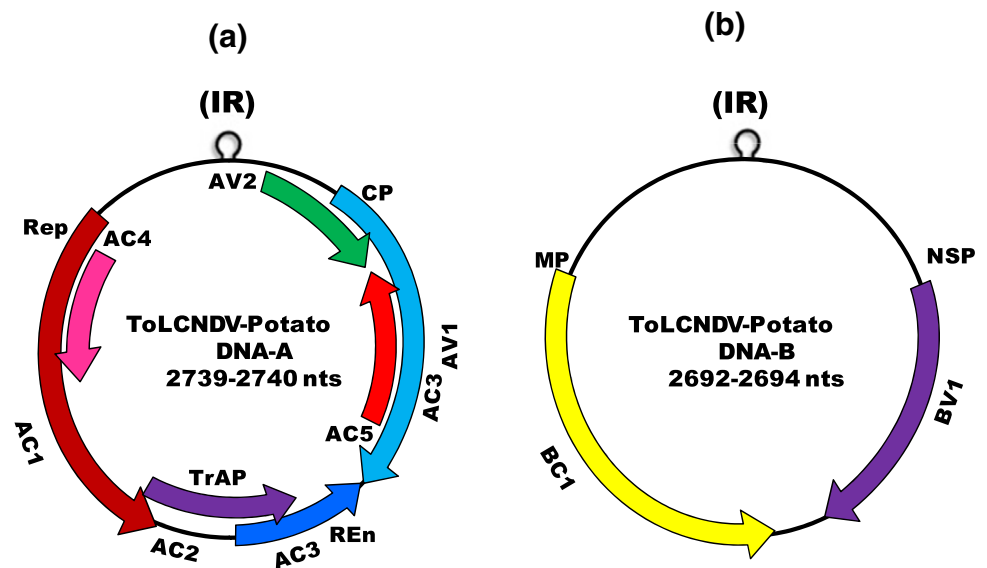 (a)
(b)
(IR)
(IR)
AV2
CP
Rep
AC4
ToLCNDV-Potato
DNA-A
2739-2740 nts
AV1
AC3
AC5
AC1
TrAP
AC2
AC3
REn
MP
NSP
ToLCNDV-Potato
DNA-B
2692-2694 nts
BV1
BC1